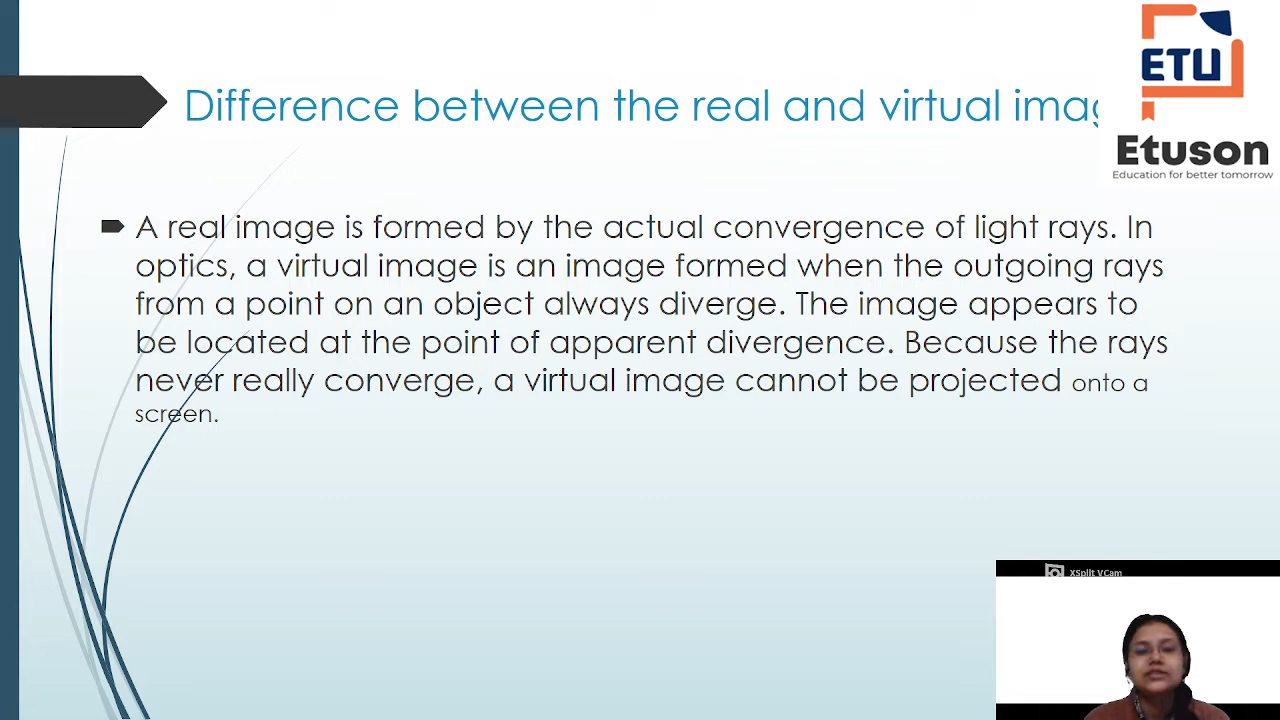 ETU
Difference between the real and virtual imag
Etuson
Education for better tomorrow
A real image is formed by the actual convergence of light rays. In
optics, a virtual image is an image formed when the outgoing rays
from a point on an object always diverge. The image appears to
be located at the point of apparent divergence. Because the rays
never really converge, a virtual image cannot be projected onto a
screen.
XSplit VCam